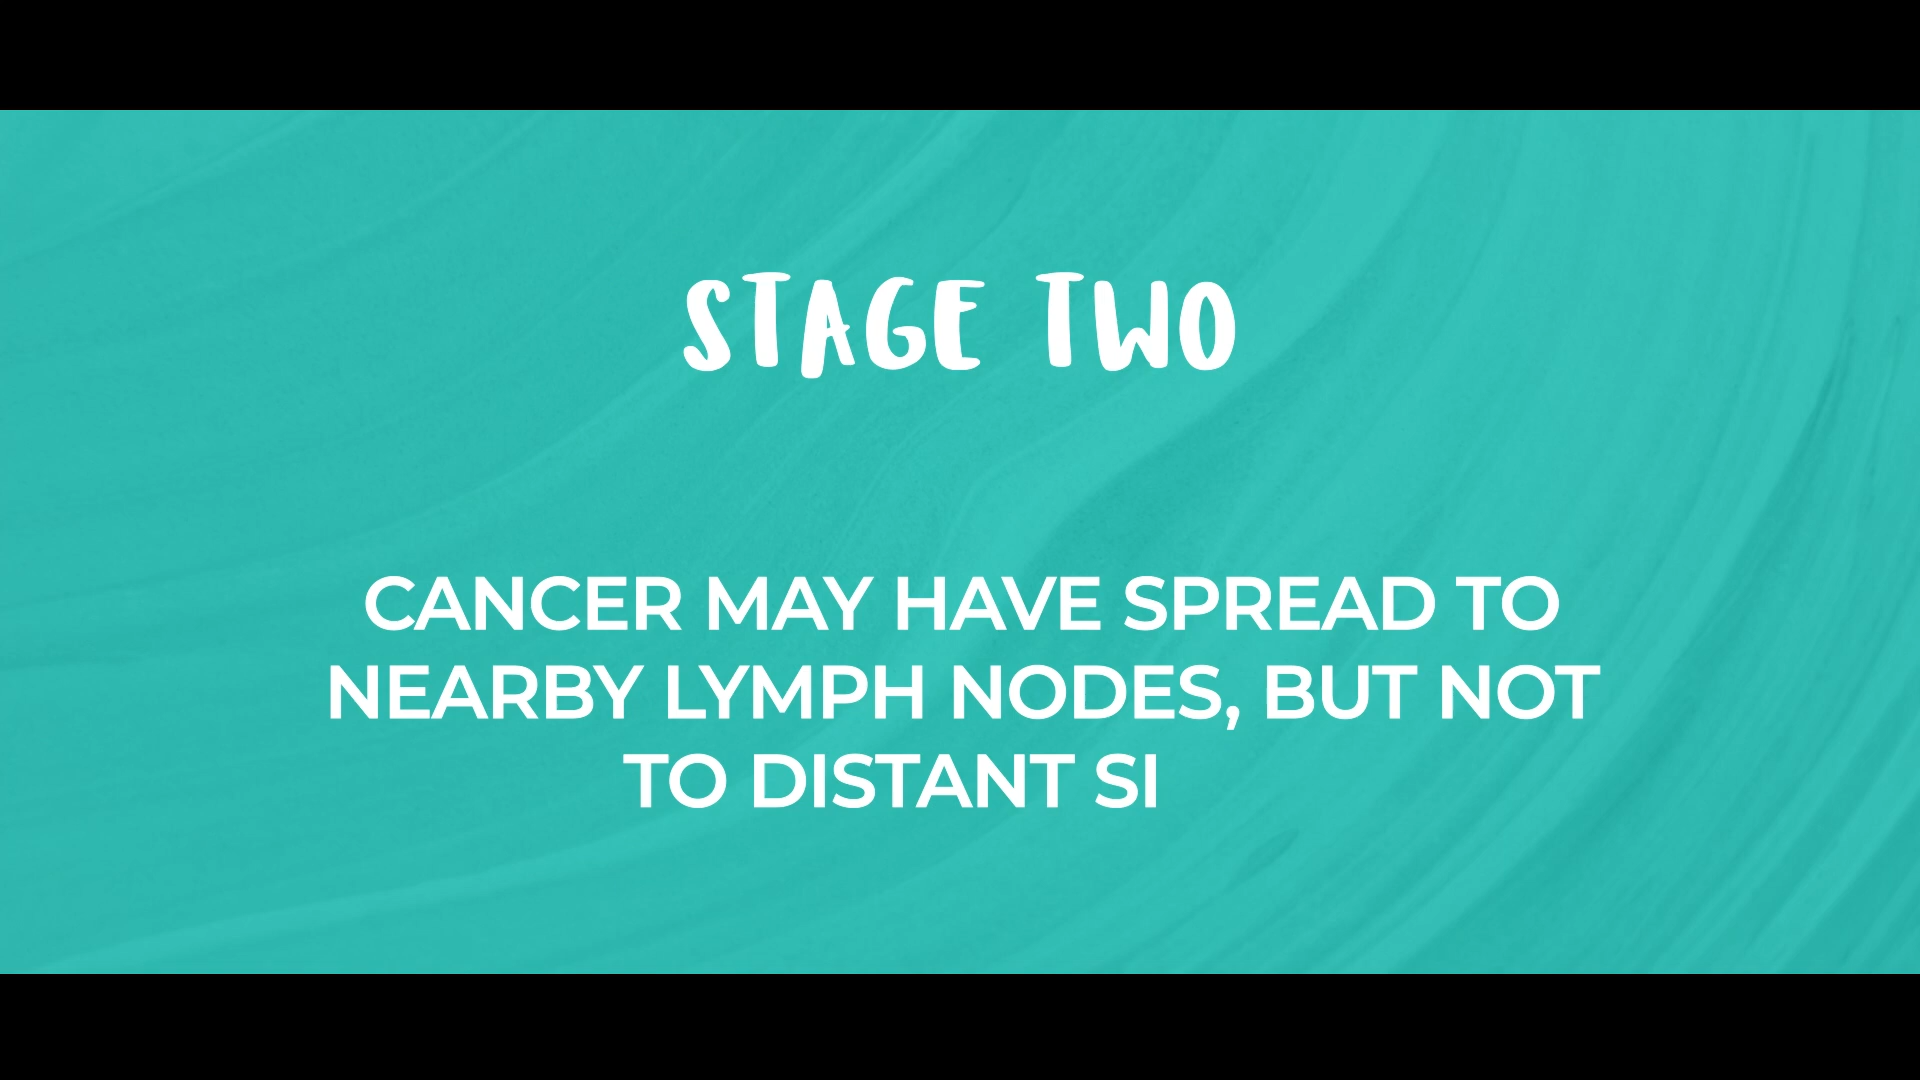 STAGE TWO
CANCER MAY HAVE SPREAD TO
NEARBY LYMPH NODES, BUT NOT
TO DISTANT SI